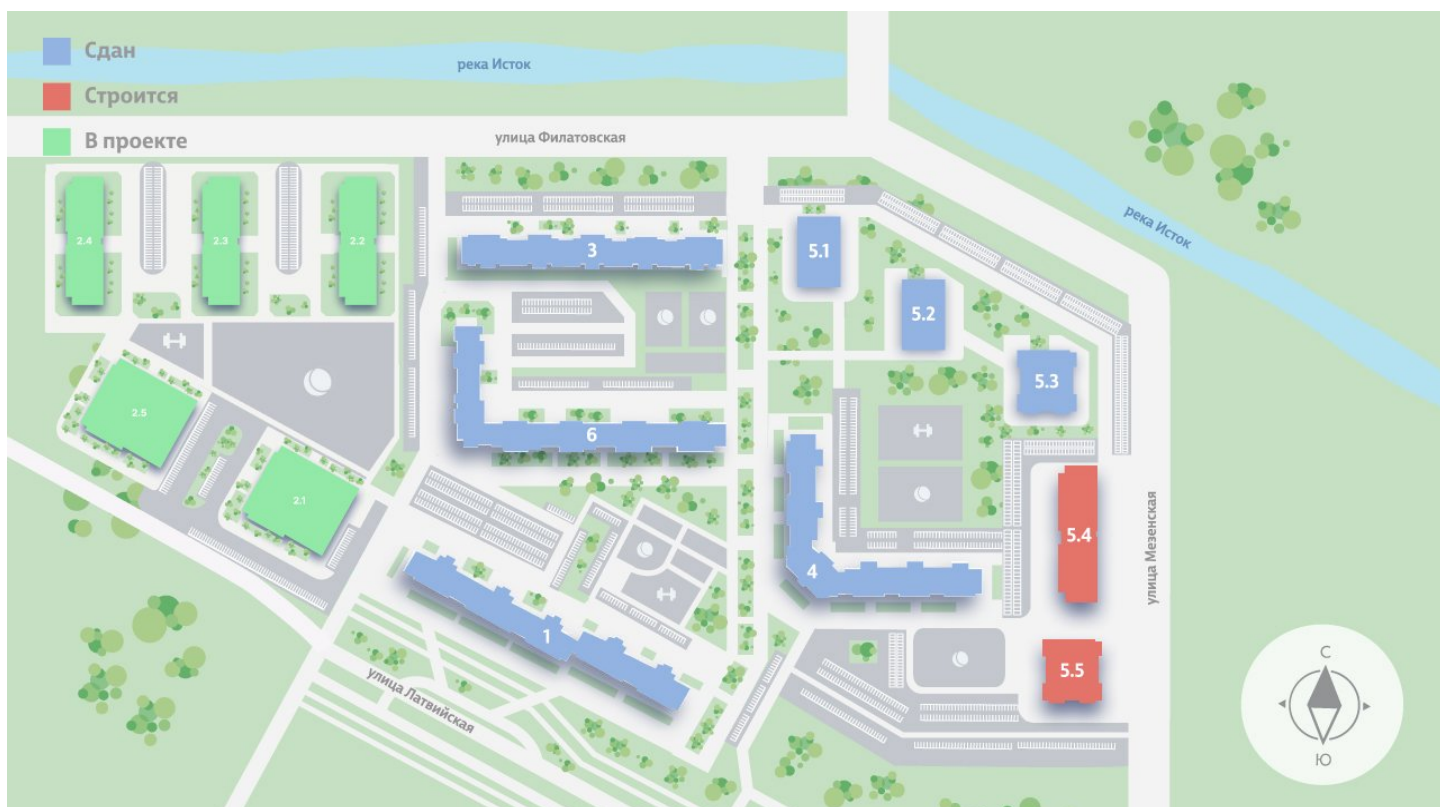 Сдан
Строится
В проекте
река Исток
улица Филатовская
река Исток
2.4
2.3
2.2
3
5.1
5.2
5.3
2.5
6
2.1
5.4
4
1
5.5
улица Мезенская
улица Латвийская
С
Ю